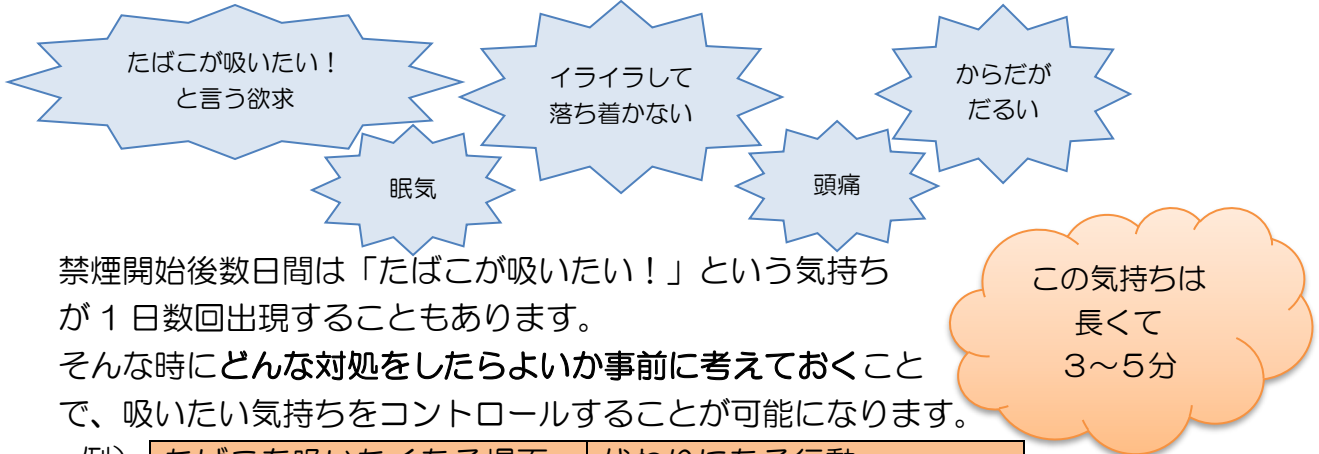 たばこが吸いたい！
と言う欲求
イライラして
落ち着かない
からだが
だるい
眠気
頭痛
禁煙開始後数日間は「たばこが吸いたい！」という気持ち
が 1 日数回出現することもあります。
そんな時にどんな対処をしたらよいか事前に考えておくこと
で、吸いたい気持ちをコントロールすることが可能になります。
この気持ちは
長くて
３～５分